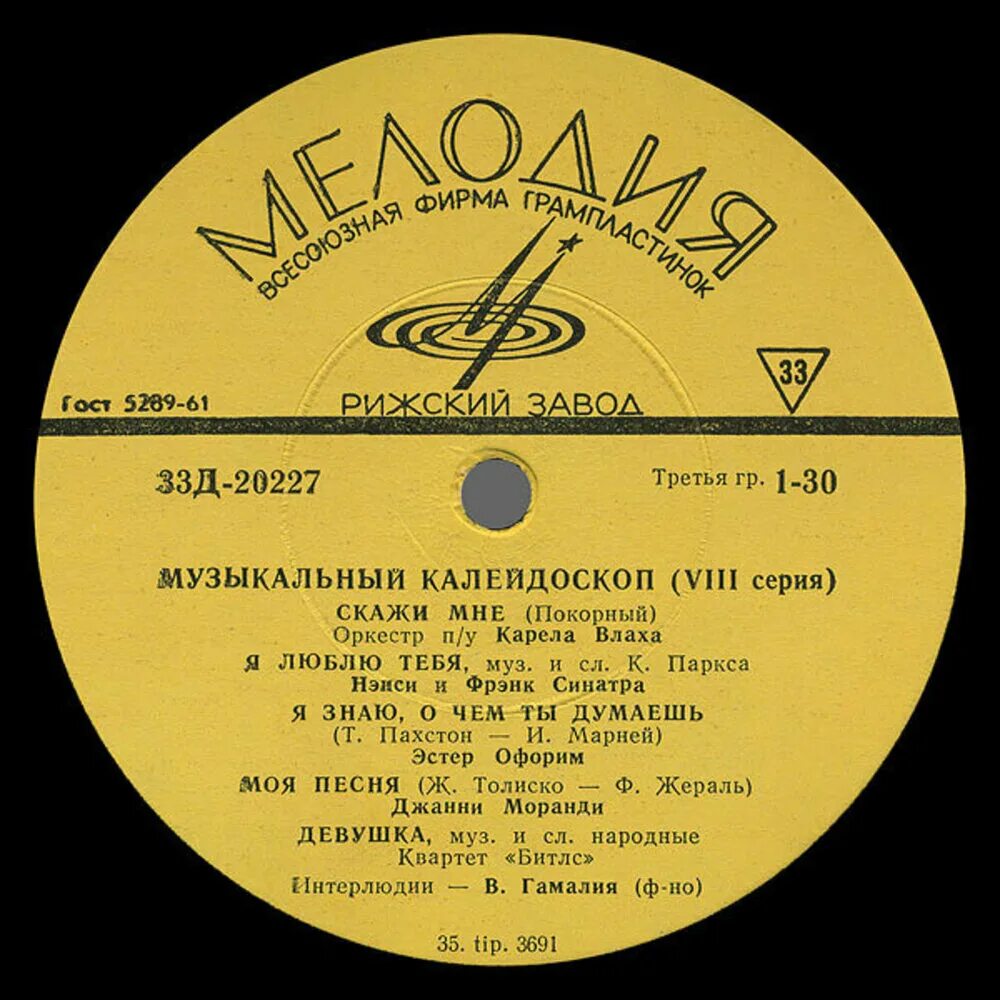 МЕЛОДИЯ
ВСЕСОЮЗНАЯ ФИРМА ГРАМПЛАСТИНОК
33
Гост 5289-61
РИЖСКИЙ ЗАВОД
33Д-20227
Третья гр. 1-30
МУЗЫКАЛЬНЫЙ КАЛЕЙДОСКОП (VIII серия)
СКАЖИ МНЕ (Покорный)
Оркестр п/у Карела Влаха
Я ЛЮБЛЮ ТЕБЯ, муз. и сл. К. Паркса
Нэнси и Фрэнк Синатра
Я ЗНАЮ, О ЧЕМ ТЫ ДУМАЕШЬ
(Т. Пахстон — И. Марней)
Эстер Офорим
МОЯ ПЕСНЯ (Ж. Толиско — Ф. Жераль)
Джанни Моранди
ДЕВУШКА, муз. и сл. народные
Квартет «Битлс»
Интерлюдии — В. Гамалия (ф-но)
35. tip. 3691